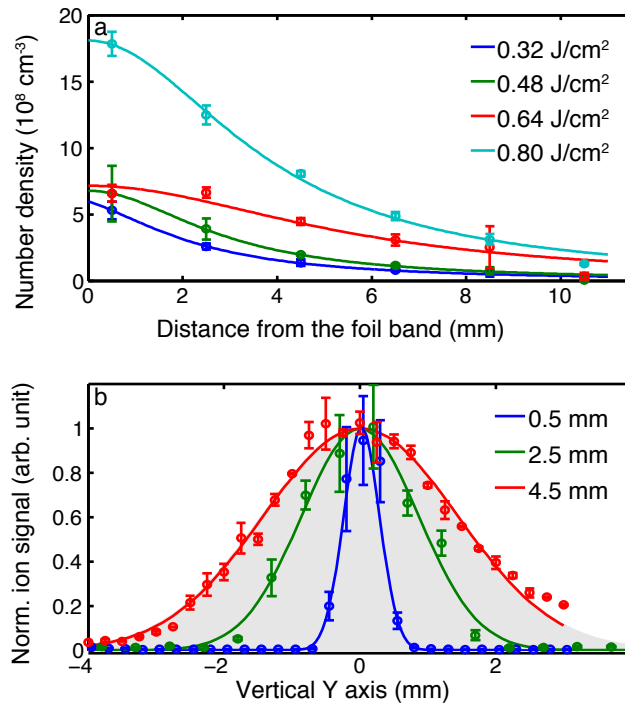 a
20
15
10
5
0
Number density (10⁸ cm⁻³)
0.32 J/cm²
0.48 J/cm²
0.64 J/cm²
0.80 J/cm²
0 2 4 6 8 10
Distance from the foil band (mm)
b
1
0.8
0.6
0.4
0.2
0
Norm. ion signal (arb. unit)
0.5 mm
2.5 mm
4.5 mm
−4 −2 0 2
Vertical Y axis (mm)